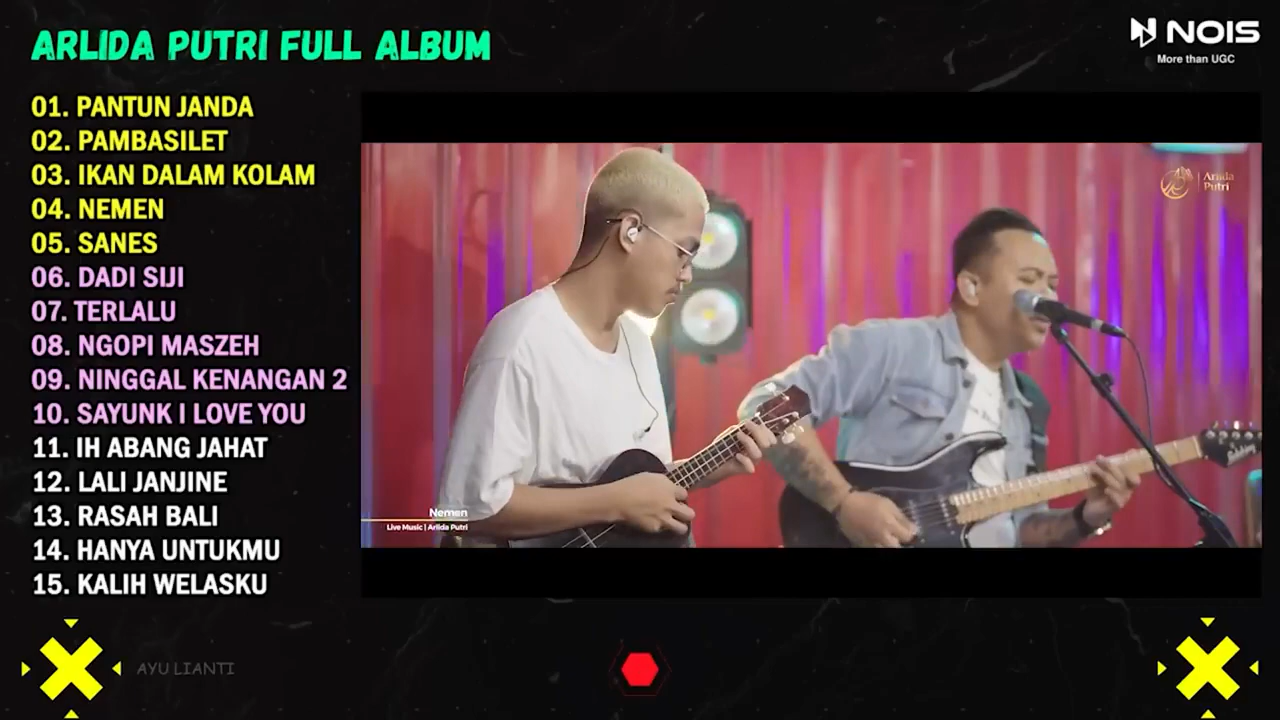 ARLIDA PUTRI FULL ALBUM
NOIS
More than UGC
01. PANTUN JANDA
02. PAMBASILET
03. IKAN DALAM KOLAM
04. NEMEN
05. SANES
06. DADI SIJI
07. TERLALU
08. NGOPI MASZEH
09. NINGGAL KENANGAN 2
10. SAYUNK I LOVE YOU
11. IH ABANG JAHAT
12. LALI JANJINE
13. RASAH BALI
14. HANYA UNTUKMU
15. KALIH WELASKU
Arlida
Putri
Nemen
Live Music | Arlida Putri
AYU LIANTI